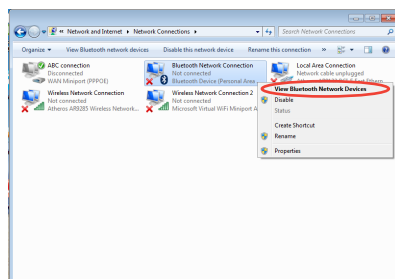 « Network and Internet ▸ Network Connections ▸
Search Network Connections
Organize ▾ View Bluetooth network devices Disable this network device Rename this connection »
ABC connection
Disconnected
WAN Miniport (PPPOE)
Bluetooth Network Connection
Not connected
Bluetooth Device (Personal Area ...
Local Area Connection
Network cable unplugged
Wireless Network Connection
Not connected
Atheros AR9285 Wireless Network...
Wireless Network Connection 2
Not connected
Microsoft Virtual WiFi Miniport A
View Bluetooth Network Devices
Disable
Status
Create Shortcut
Rename
Properties